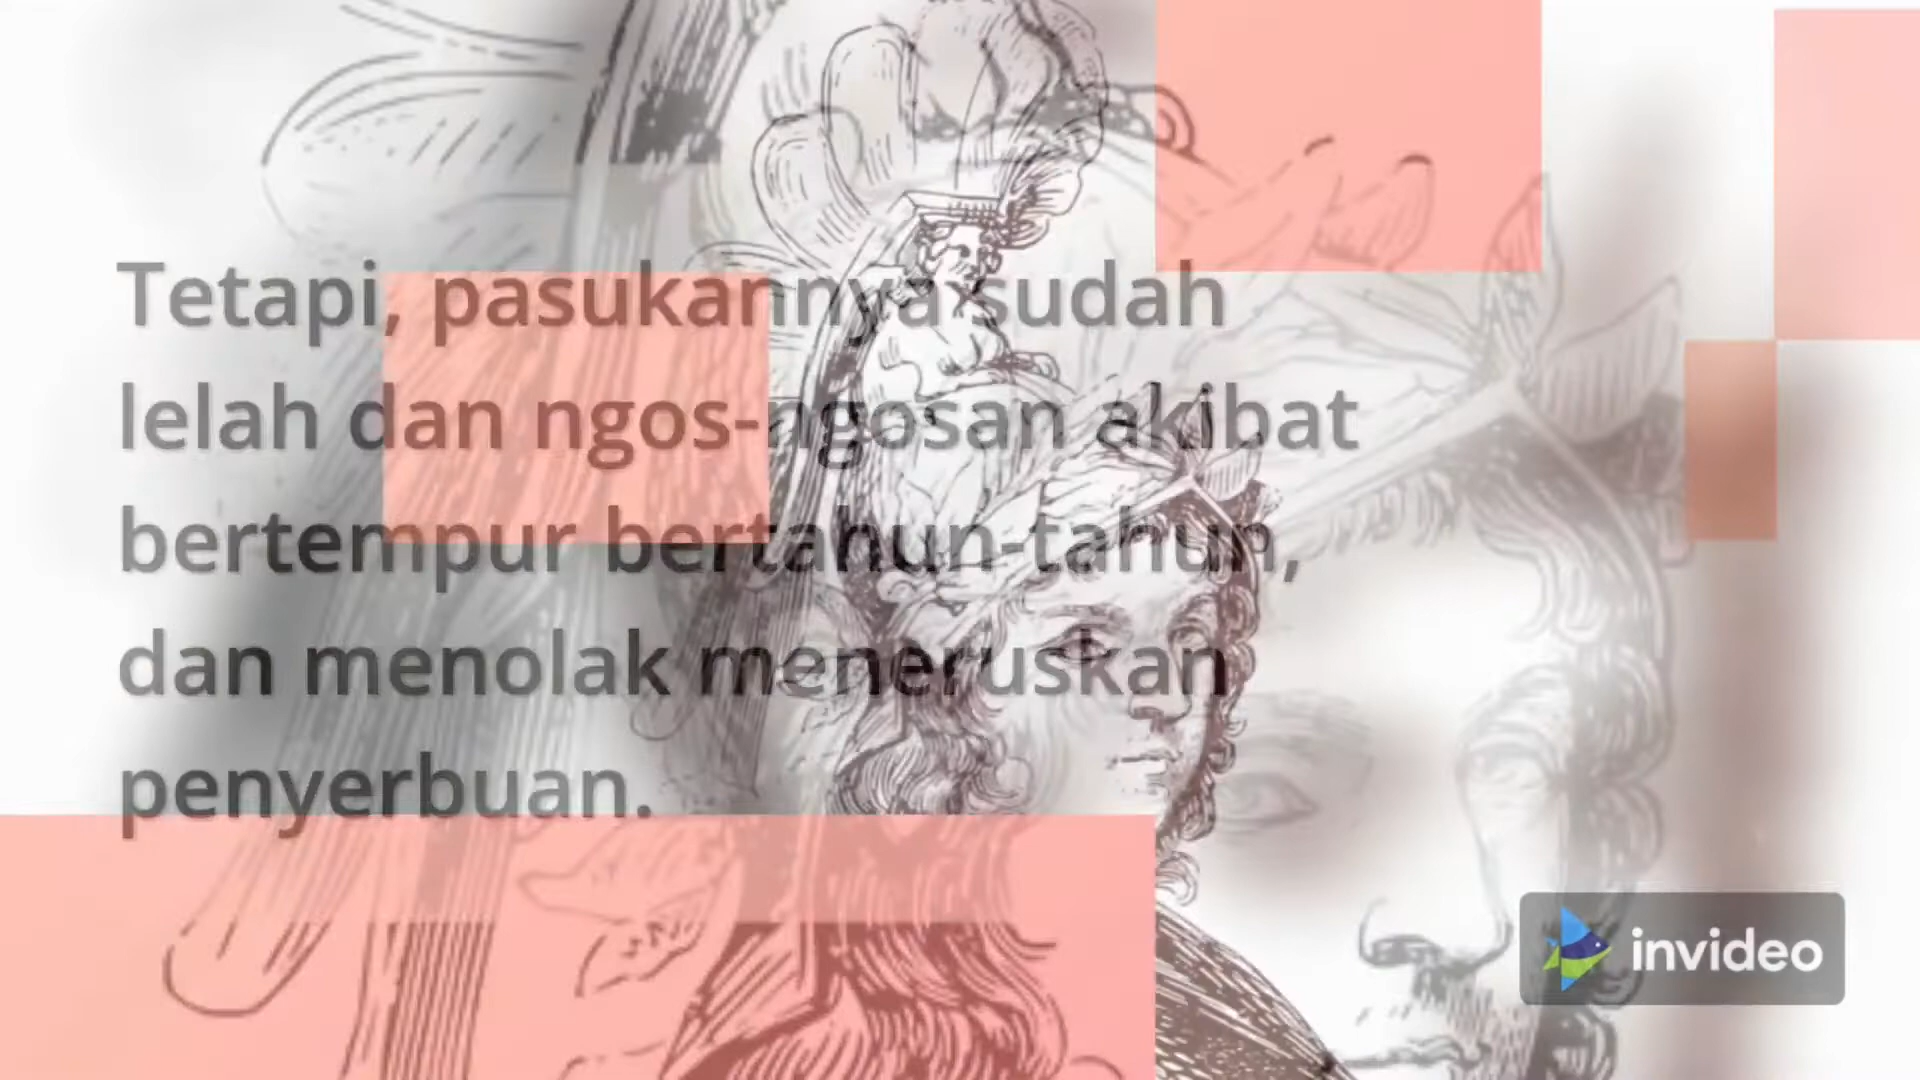 Tetapi, pasukannya sudah
lelah dan ngos-ngosan akibat
bertempur bertahun-tahun,
dan menolak meneruskan
penyerbuan.
invideo